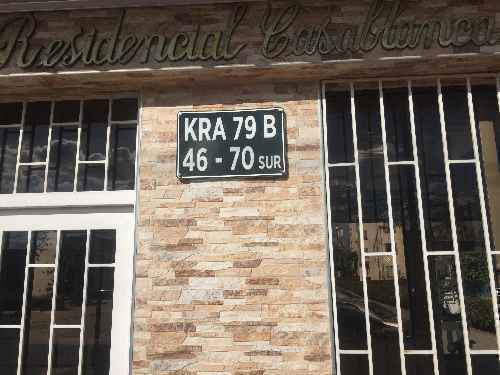 Residencial Casablanca
KRA 79 B
46 - 70 SUR